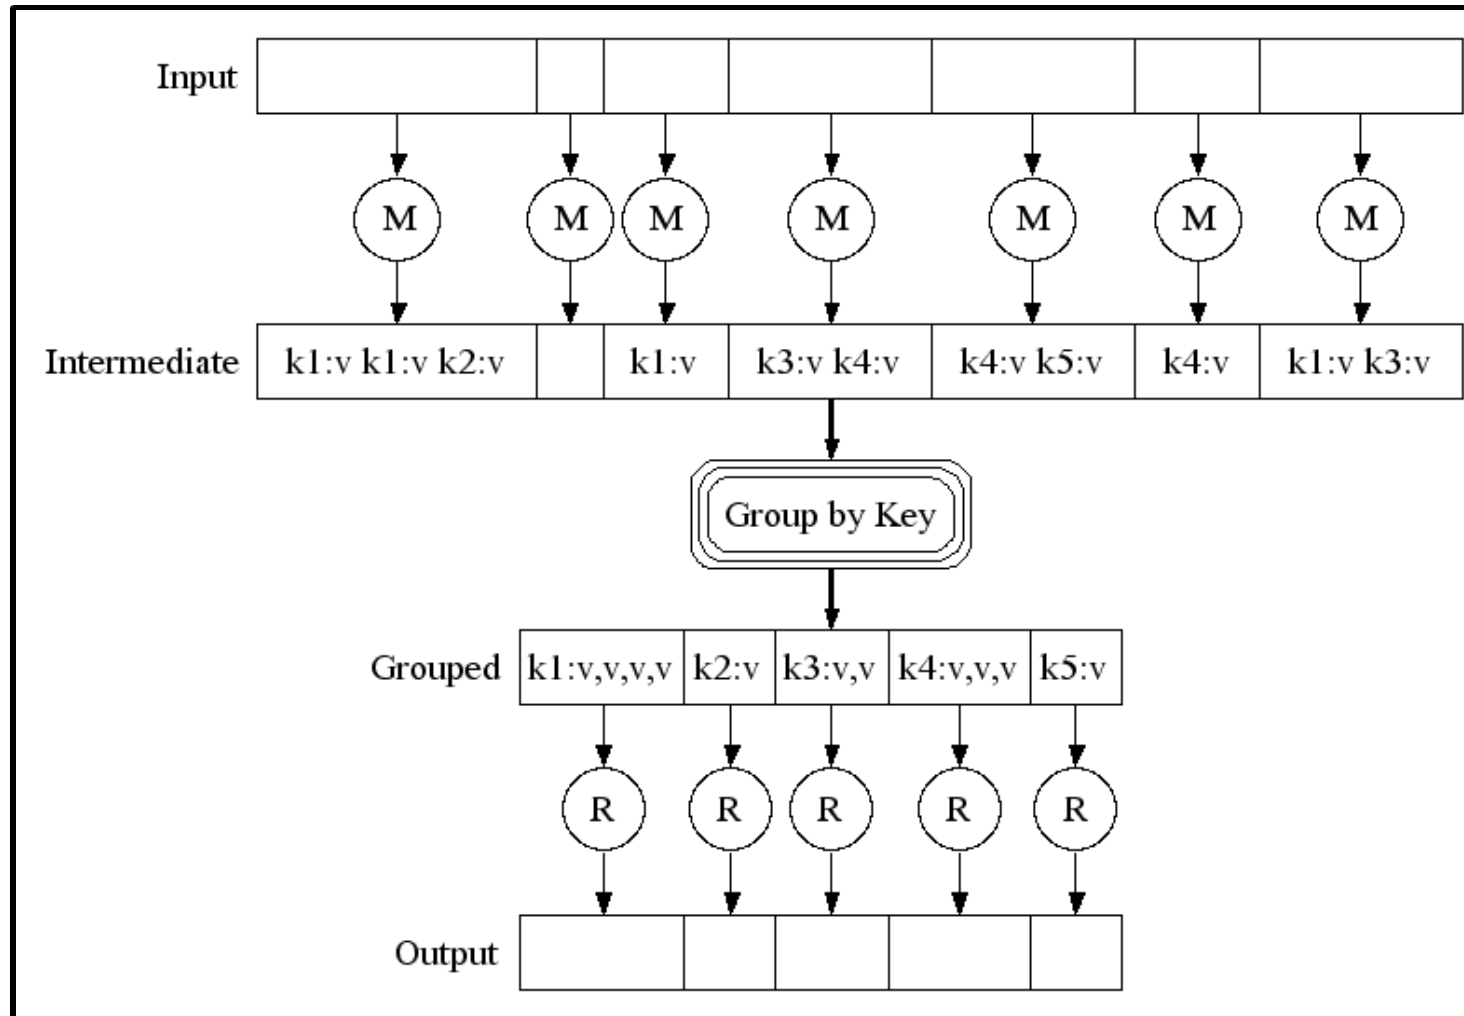 Input
M M M M M M M
Intermediate k1:v k1:v k2:v k1:v k3:v k4:v k4:v k5:v k4:v k1:v k3:v
Group by Key
Grouped k1:v,v,v,v k2:v k3:v,v k4:v,v,v k5:v
R R R R R
Output